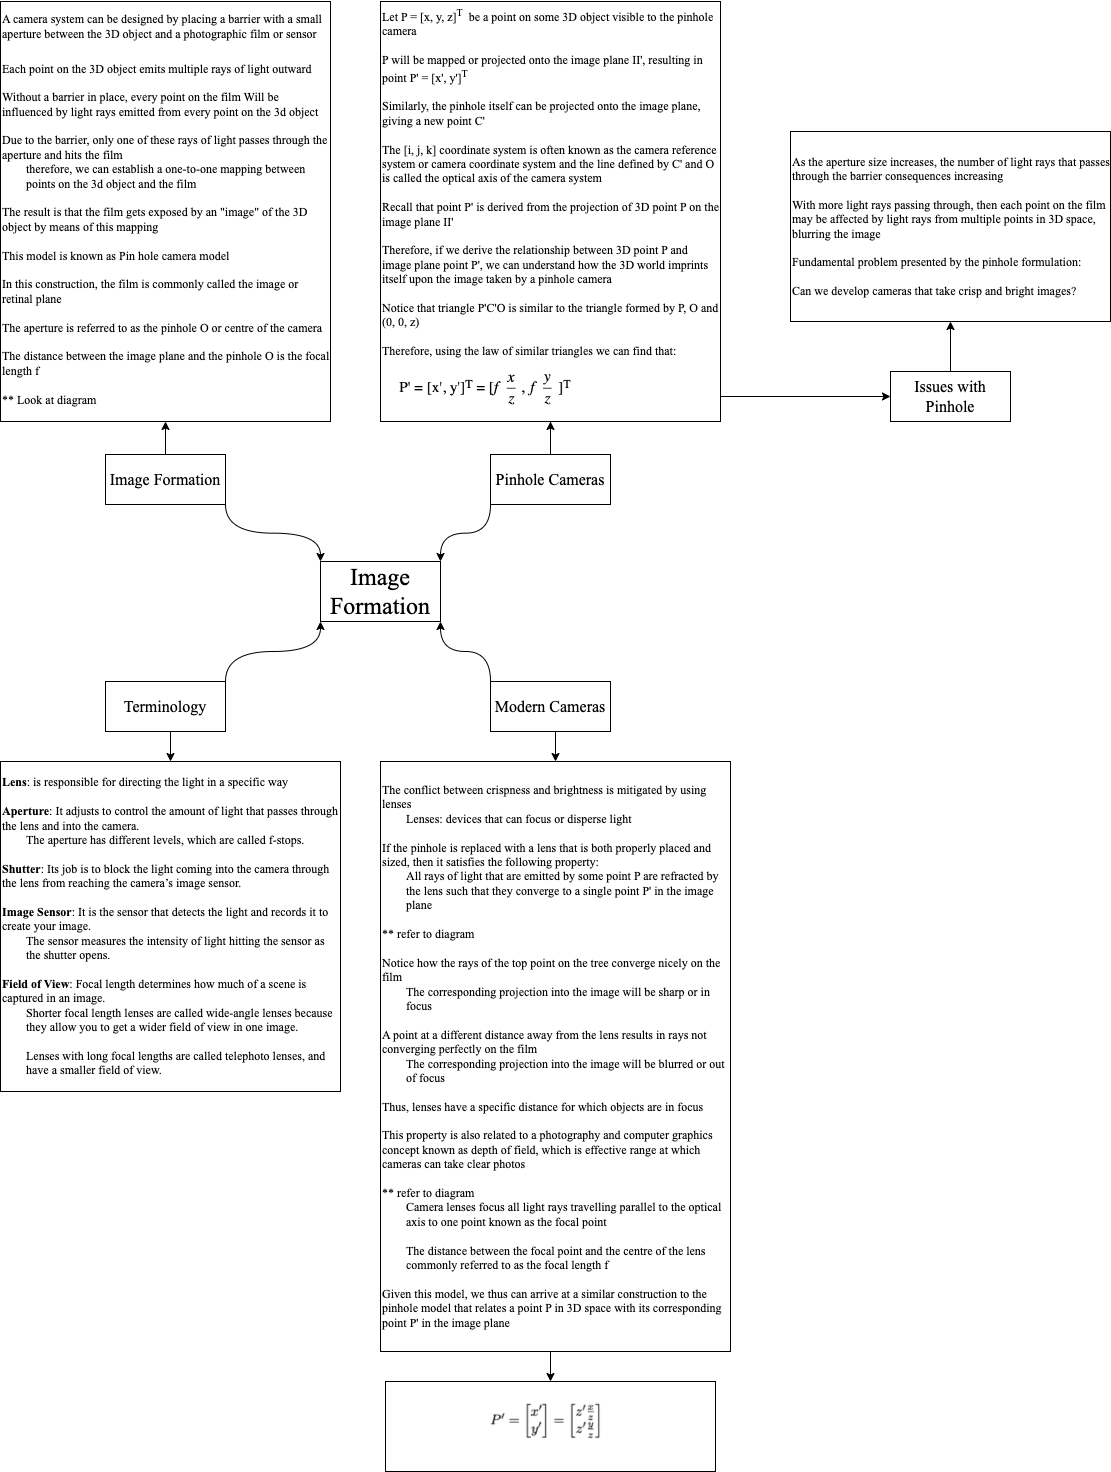 A camera system can be designed by placing a barrier with a small
aperture between the 3D object and a photographic film or sensor
Each point on the 3D object emits multiple rays of light outward
Without a barrier in place, every point on the film Will be
influenced by light rays emitted from every point on the 3d object
Due to the barrier, only one of these rays of light passes through the
aperture and hits the film
therefore, we can establish a one-to-one mapping between
points on the 3d object and the film
The result is that the film gets exposed by an "image" of the 3D
object by means of this mapping
This model is known as Pin hole camera model
In this construction, the film is commonly called the image or
retinal plane
The aperture is referred to as the pinhole O or centre of the camera
The distance between the image plane and the pinhole O is the focal
length f
** Look at diagram
Let P = [x, y, z]^T be a point on some 3D object visible to the pinhole
camera
P will be mapped or projected onto the image plane II', resulting in
point P' = [x', y']^T
Similarly, the pinhole itself can be projected onto the image plane,
giving a new point C'
The [i, j, k] coordinate system is often known as the camera reference
system or camera coordinate system and the line defined by C' and O
is called the optical axis of the camera system
Recall that point P' is derived from the projection of 3D point P on the
image plane II'
Therefore, if we derive the relationship between 3D point P and
image plane point P', we can understand how the 3D world imprints
itself upon the image taken by a pinhole camera
Notice that triangle P'C'O is similar to the triangle formed by P, O and
(0, 0, z)
Therefore, using the law of similar triangles we can find that:
P' = [x', y']^T = [f x/z , f y/z ]^T
As the aperture size increases, the number of light rays that passes
through the barrier consequences increasing
With more light rays passing through, then each point on the film
may be affected by light rays from multiple points in 3D space,
blurring the image
Fundamental problem presented by the pinhole formulation:
Can we develop cameras that take crisp and bright images?
Issues with
Pinhole
Image Formation
Pinhole Cameras
Image
Formation
Terminology
Modern Cameras
Lens: is responsible for directing the light in a specific way
Aperture: It adjusts to control the amount of light that passes through
the lens and into the camera.
The aperture has different levels, which are called f-stops.
Shutter: Its job is to block the light coming into the camera through
the lens from reaching the camera's image sensor.
Image Sensor: It is the sensor that detects the light and records it to
create your image.
The sensor measures the intensity of light hitting the sensor as
the shutter opens.
Field of View: Focal length determines how much of a scene is
captured in an image.
Shorter focal length lenses are called wide-angle lenses because
they allow you to get a wider field of view in one image.
Lenses with long focal lengths are called telephoto lenses, and
have a smaller field of view.
The conflict between crispness and brightness is mitigated by using
lenses
Lenses: devices that can focus or disperse light
If the pinhole is replaced with a lens that is both properly placed and
sized, then it satisfies the following property:
All rays of light that are emitted by some point P are refracted by
the lens such that they converge to a single point P' in the image
plane
** refer to diagram
Notice how the rays of the top point on the tree converge nicely on the
film
The corresponding projection into the image will be sharp or in
focus
A point at a different distance away from the lens results in rays not
converging perfectly on the film
The corresponding projection into the image will be blurred or out
of focus
Thus, lenses have a specific distance for which objects are in focus
This property is also related to a photography and computer graphics
concept known as depth of field, which is effective range at which
cameras can take clear photos
** refer to diagram
Camera lenses focus all light rays travelling parallel to the optical
axis to one point known as the focal point
The distance between the focal point and the centre of the lens
commonly referred to as the focal length f
Given this model, we thus can arrive at a similar construction to the
pinhole model that relates a point P in 3D space with its corresponding
point P' in the image plane
P' = [x' y'] = [z' x/z z' y/z]